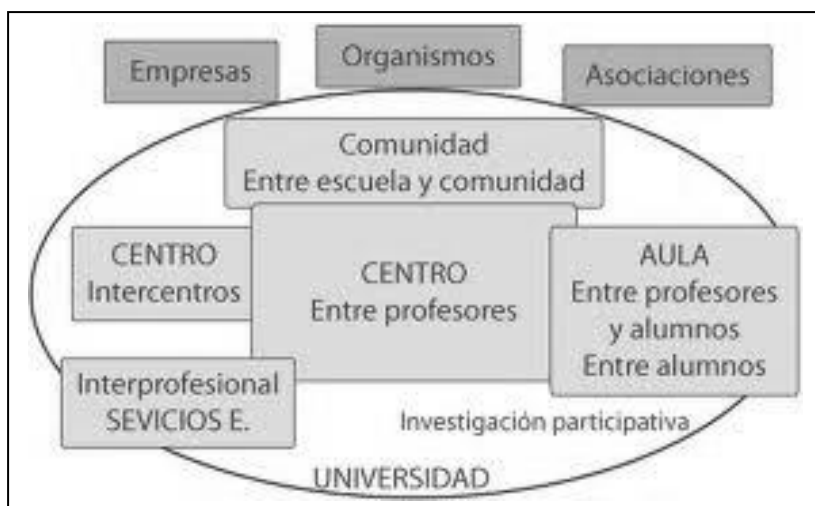 Empresas
Organismos
Asociaciones
Comunidad
Entre escuela y comunidad
CENTRO
Intercentros
CENTRO
Entre profesores
AULA
Entre profesores
y alumnos
Entre alumnos
Interprofesional
SEVICIOS E.
Investigación participativa
UNIVERSIDAD